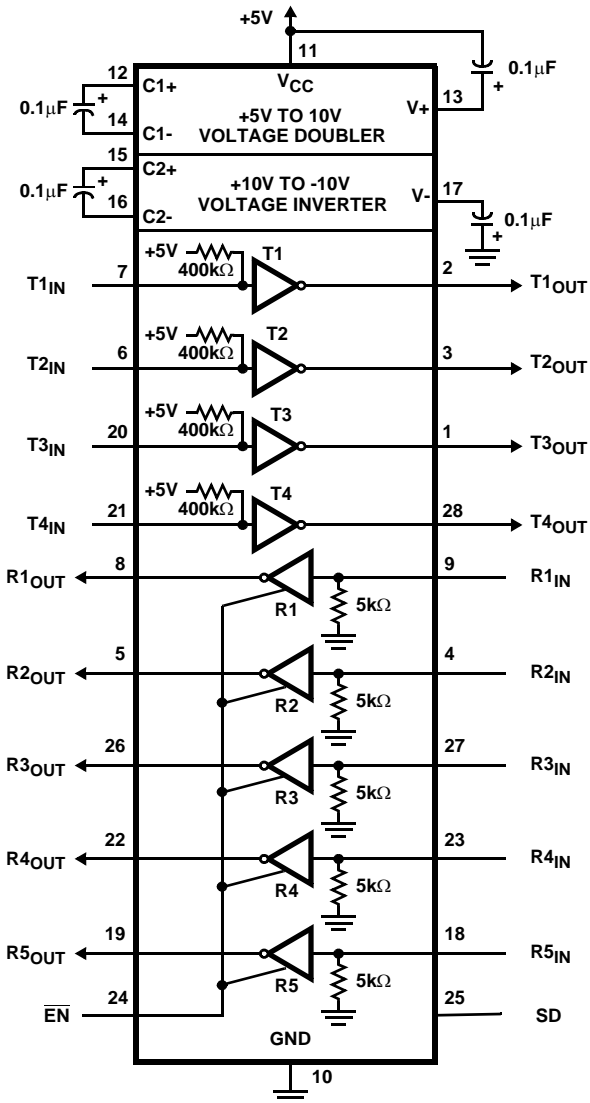 +5V
11
12
C1+
VCC
0.1μF
+
0.1μF
+
13
V+
14
C1-
+5V TO 10V
VOLTAGE DOUBLER
15
C2+
0.1μF
+
16
C2-
+10V TO -10V
VOLTAGE INVERTER
V-
17
0.1μF
+
T1IN
7
+5V
400kΩ
T1
2
T1OUT
T2IN
6
+5V
400kΩ
T2
3
T2OUT
T3IN
20
+5V
400kΩ
T3
1
T3OUT
T4IN
21
+5V
400kΩ
T4
28
T4OUT
R1OUT
8
R1
5kΩ
9
R1IN
R2OUT
5
R2
5kΩ
4
R2IN
R3OUT
26
R3
5kΩ
27
R3IN
R4OUT
22
R4
5kΩ
23
R4IN
R5OUT
19
R5
5kΩ
18
R5IN
E̅N̅
24
25
SD
GND
10